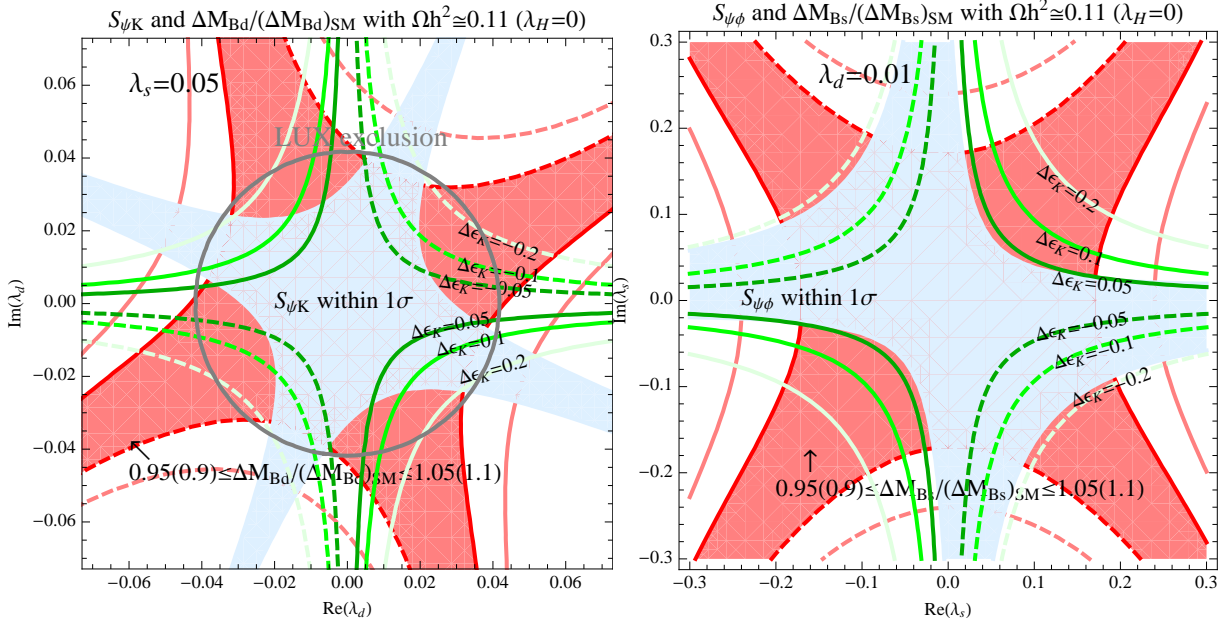 S_ψK and ΔM_Bd/(ΔM_Bd)_SM with Ωh²≅0.11 (λ_H=0)
λ_s=0.05
LUX exclusion
Δϵ_K=-0.2
Δϵ_K=-0.1
Δϵ_K=-0.05
S_ψK within 1σ
Δϵ_K=0.05
Δϵ_K=0.1
Δϵ_K=0.2
0.95(0.9)≤ΔM_Bd/(ΔM_Bd)_SM≤1.05(1.1)
Im(λ_d)
0.06
0.04
0.02
0.00
−0.02
−0.04
−0.06
−0.06 −0.04 −0.02 0.00 0.02 0.04 0.06
Re(λ_d)
S_ψϕ and ΔM_Bs/(ΔM_Bs)_SM with Ωh²≅0.11 (λ_H=0)
λ_d=0.01
Δϵ_K=0.2
Δϵ_K=0.1
Δϵ_K=0.05
S_ψϕ within 1σ
Δϵ_K=−0.05
Δϵ_K=−0.1
Δϵ_K=−0.2
0.95(0.9)≤ΔM_Bs/(ΔM_Bs)_SM≤1.05(1.1)
Im(λ_s)
0.3
0.2
0.1
0.0
−0.1
−0.2
−0.3
−0.3 −0.2 −0.1 0.0 0.1 0.2 0.3
Re(λ_s)